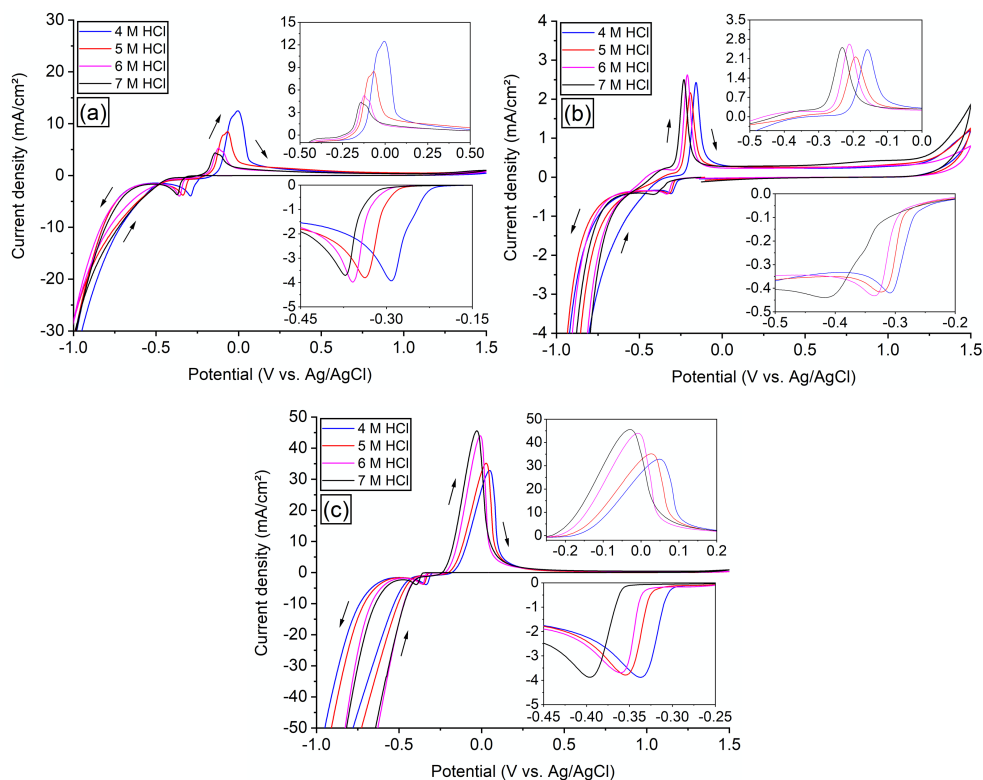 (a)
4 M HCl
5 M HCl
6 M HCl
7 M HCl
Current density (mA/cm²)
30
20
10
0
-10
-20
-30
-1.0 -0.5 0.0 0.5 1.0 1.5
Potential (V vs. Ag/AgCl)
15
12
9
6
3
0
-0.50 -0.25 0.00 0.25 0.50
0
-1
-2
-3
-4
-5
-0.45 -0.30 -0.15
(b)
4 M HCl
5 M HCl
6 M HCl
7 M HCl
Current density (mA/cm²)
4
3
2
1
0
-1
-2
-3
-4
-1.0 -0.5 0.0 0.5 1.0 1.5
Potential (V vs. Ag/AgCl)
3.5
2.8
2.1
1.4
0.7
0.0
-0.5 -0.4 -0.3 -0.2 -0.1 0.0
0.0
-0.1
-0.2
-0.3
-0.4
-0.5
-0.5 -0.4 -0.3 -0.2
(c)
4 M HCl
5 M HCl
6 M HCl
7 M HCl
Current density (mA/cm²)
50
40
30
20
10
0
-10
-20
-30
-40
-50
-1.0 -0.5 0.0 0.5 1.0 1.5
Potential (V vs. Ag/AgCl)
50
40
30
20
10
0
-0.2 -0.1 0.0 0.1 0.2
0
-1
-2
-3
-4
-5
-0.45 -0.40 -0.35 -0.30 -0.25